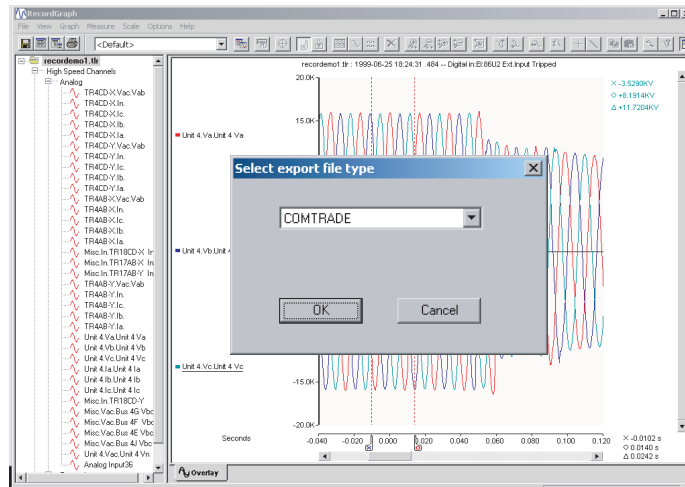 RecordGraph
File View Graph Measure Scale Options
Help
<Default>
recordemo1.tlr
High Speed Channels
Analog
TR4CD-X.Vac.Vab
TR4CD-X.In.
TR4CD-X.Ic.
TR4CD-X.Ib.
TR4CD-X.Ia.
TR4CD-Y.Vac.Vab
TR4CD-Y.In.
TR4CD-Y.Ic.
TR4CD-Y.Ib.
TR4CD-Y.Ia.
TR4AB-X.Vac.Vab
TR4AB-X.In.
TR4AB-X.Ic.
TR4AB-X.Ib.
TR4AB-X.Ia.
Misc.In.TR18CD-X In
Misc.In.TR17AB-X In
Misc.In.TR17AB-Y In
TR4AB-Y.Vac.Vab
TR4AB-Y.In.
TR4AB-Y.Ic.
TR4AB-Y.Ib.
TR4AB-Y.Ia.
Unit 4.Va.Unit 4 Va
Unit 4.Vb.Unit 4 Vb
Unit 4.Vc.Unit 4 Vc
Unit 4.Ia.Unit 4 Ia
Unit 4.Ib.Unit 4 Ib
Unit 4.Ic.Unit 4 Ic
Misc.In.TR18CD-Y
Misc.Vac.Bus 4G Vbc
Misc.Vac.Bus 4F Vbc
Misc.Vac.Bus 4E Vbc
Misc.Vac.Bus 4J Vbc
Unit 4.Vac.Unit 4 Vn
Analog Input36
recordemo1.tlr : 1999-06-25 18:24:31 .484 -- Digital in:Et:86U2 Ext.Input Tripped
20.0K
× -3.5290KV
○ +8.1914KV
△ +11.7204KV
15.0K
Unit 4.Va.Unit 4 Va
Select export file type
COMTRADE
OK
Cancel
Unit 4.Vb.Unit 4
Unit 4.Vc.Unit 4 Vc
-15.0K
-20.0K
Seconds
-0.040 -0.020 0.000 0.020 0.040 0.060 0.080 0.100 0.120
× -0.0102 s
○ 0.0140 s
△ 0.0242 s
Overlay